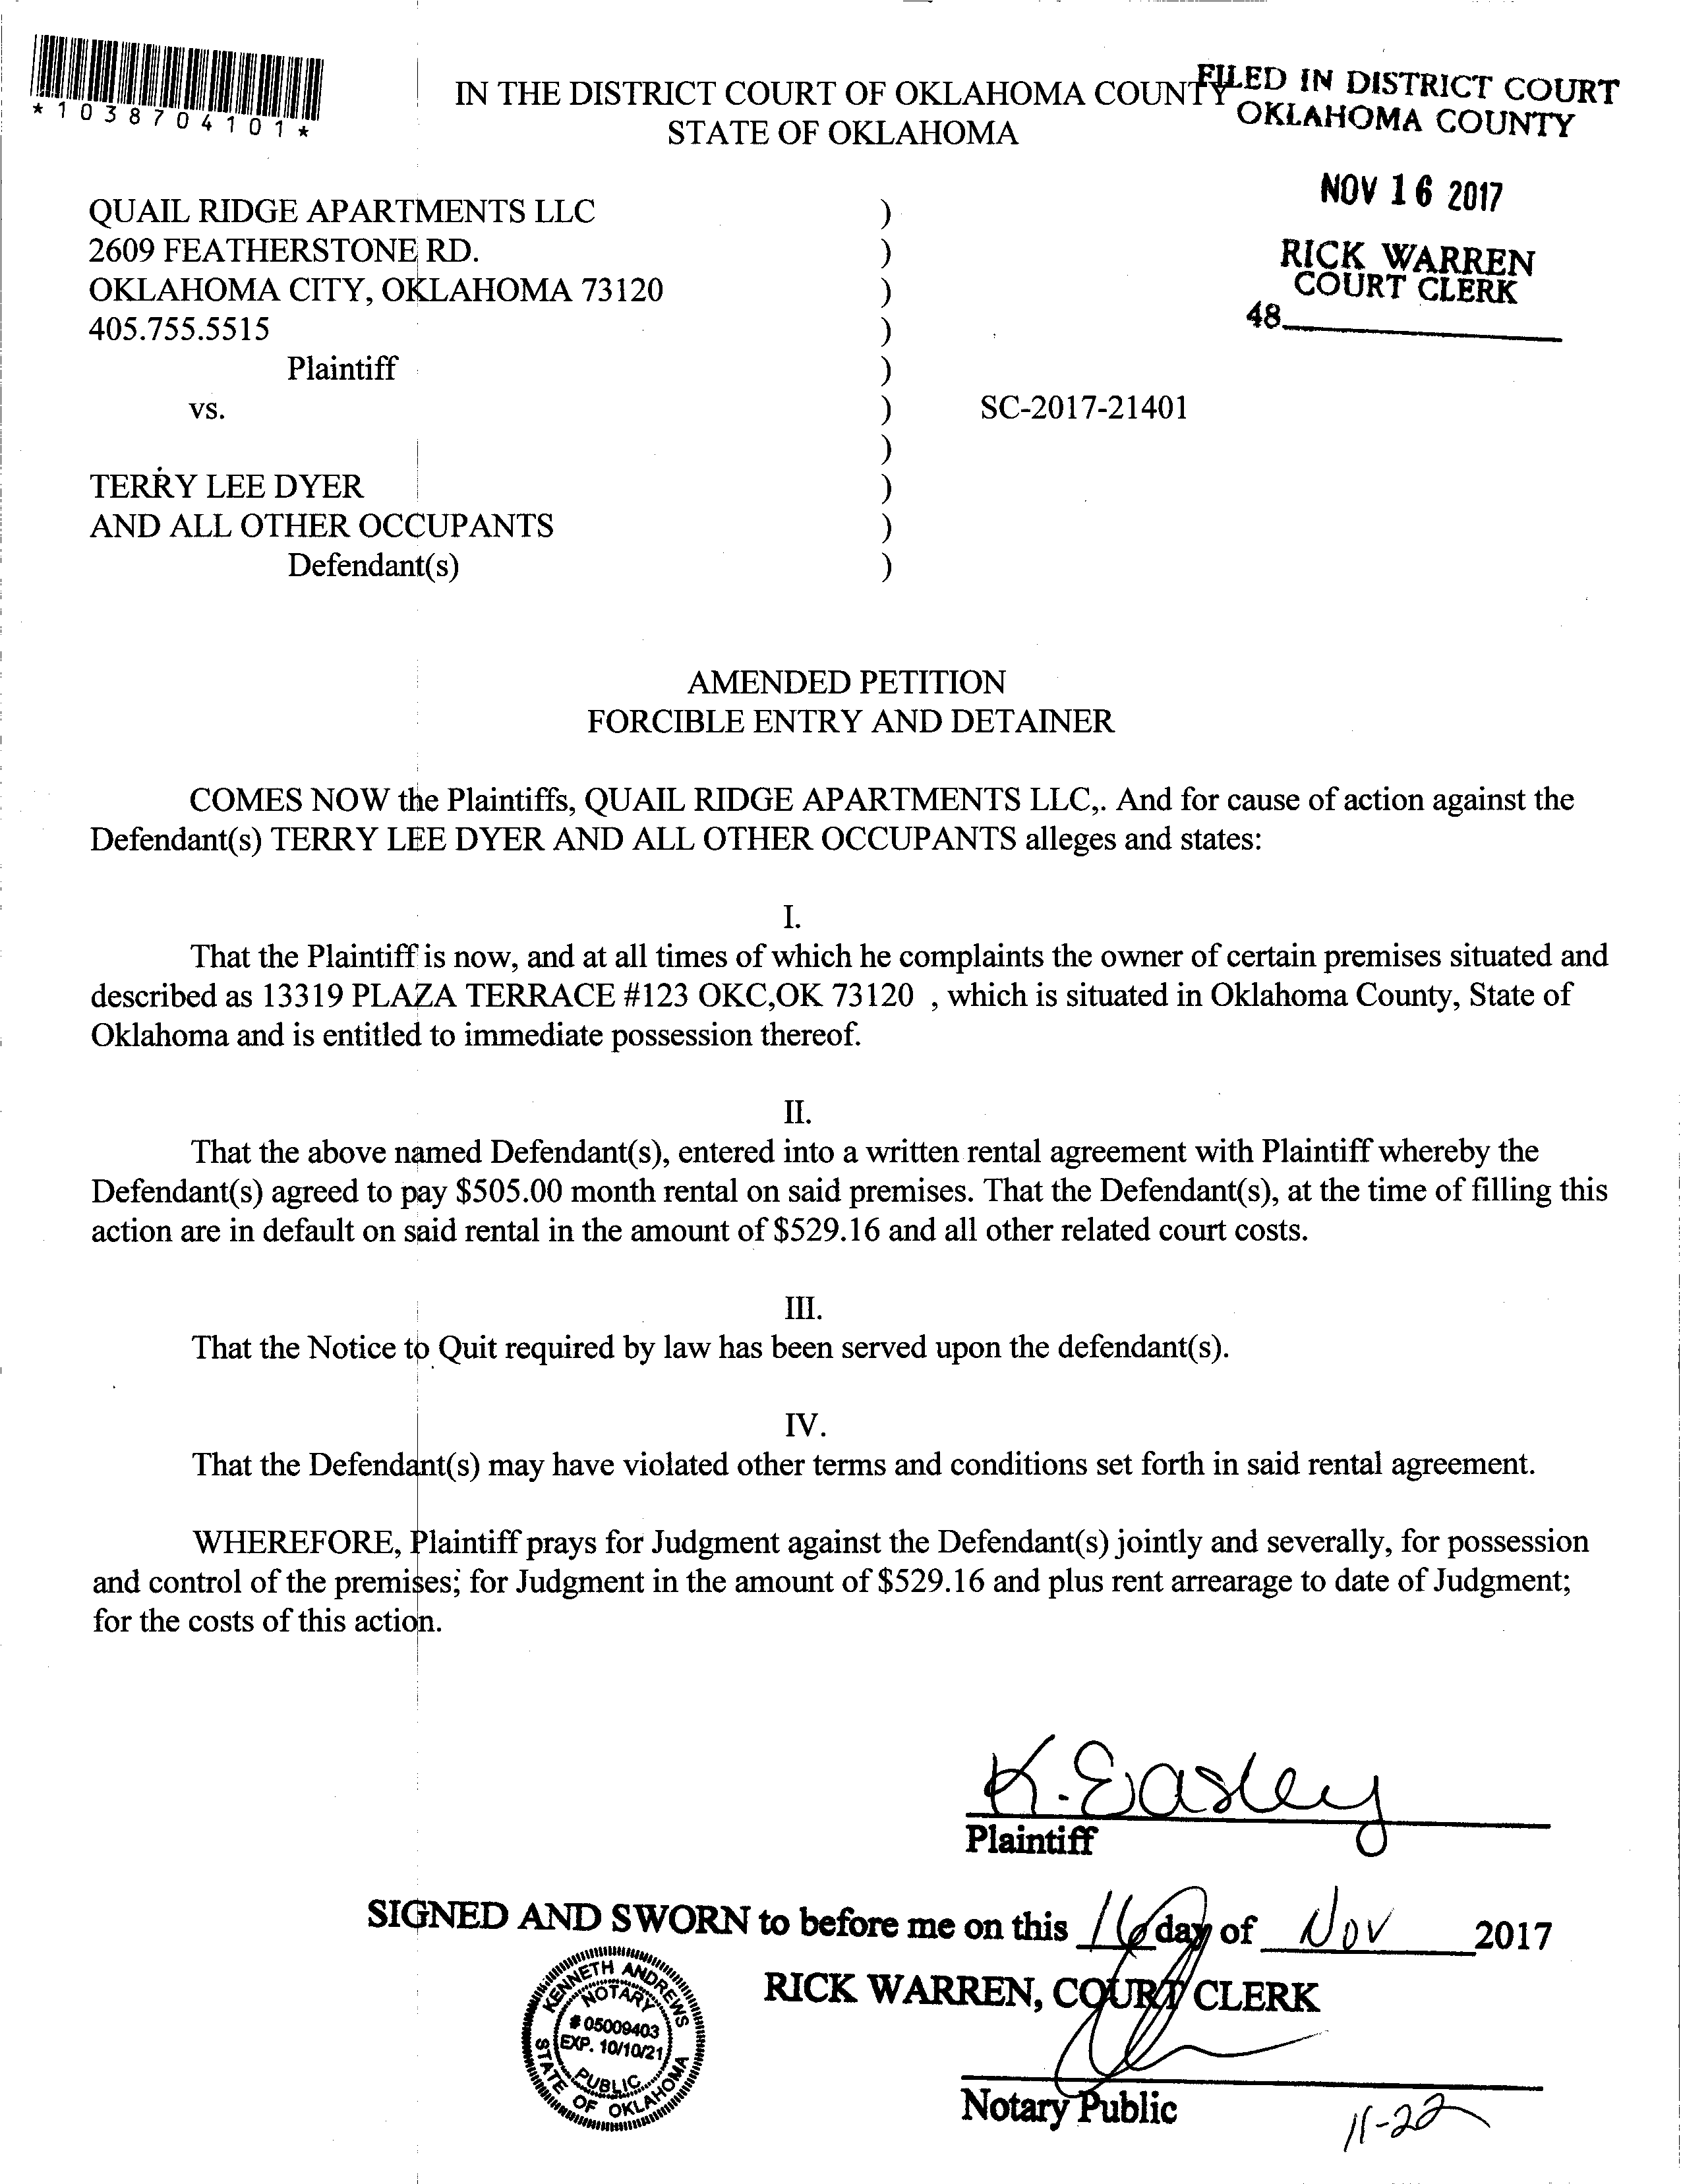 *1038704101*
IN THE DISTRICT COURT OF OKLAHOMA COUNTY
STATE OF OKLAHOMA
FILED IN DISTRICT COURT
OKLAHOMA COUNTY
NOV 16 2017
RICK WARREN
COURT CLERK
48
QUAIL RIDGE APARTMENTS LLC )
2609 FEATHERSTONE RD. )
OKLAHOMA CITY, OKLAHOMA 73120 )
405.755.5515 )
Plaintiff )
vs. ) SC-2017-21401
)
TERRY LEE DYER )
AND ALL OTHER OCCUPANTS )
Defendant(s) )
AMENDED PETITION
FORCIBLE ENTRY AND DETAINER
COMES NOW the Plaintiffs, QUAIL RIDGE APARTMENTS LLC,. And for cause of action against the
Defendant(s) TERRY LEE DYER AND ALL OTHER OCCUPANTS alleges and states:
I.
That the Plaintiff is now, and at all times of which he complaints the owner of certain premises situated and
described as 13319 PLAZA TERRACE #123 OKC,OK 73120 , which is situated in Oklahoma County, State of
Oklahoma and is entitled to immediate possession thereof.
II.
That the above named Defendant(s), entered into a written rental agreement with Plaintiff whereby the
Defendant(s) agreed to pay $505.00 month rental on said premises. That the Defendant(s), at the time of filling this
action are in default on said rental in the amount of $529.16 and all other related court costs.
III.
That the Notice to Quit required by law has been served upon the defendant(s).
IV.
That the Defendant(s) may have violated other terms and conditions set forth in said rental agreement.
WHEREFORE, Plaintiff prays for Judgment against the Defendant(s) jointly and severally, for possession
and control of the premises; for Judgment in the amount of $529.16 and plus rent arrearage to date of Judgment;
for the costs of this action.
K. Easley
Plaintiff
SIGNED AND SWORN to before me on this 16 day of Nov 2017
RICK WARREN, COURT CLERK
KENNETH ANDREWS
NOTARY
# 05009403
EXP. 10/10/21
PUBLIC
STATE OF OKLAHOMA
Notary Public
11-22